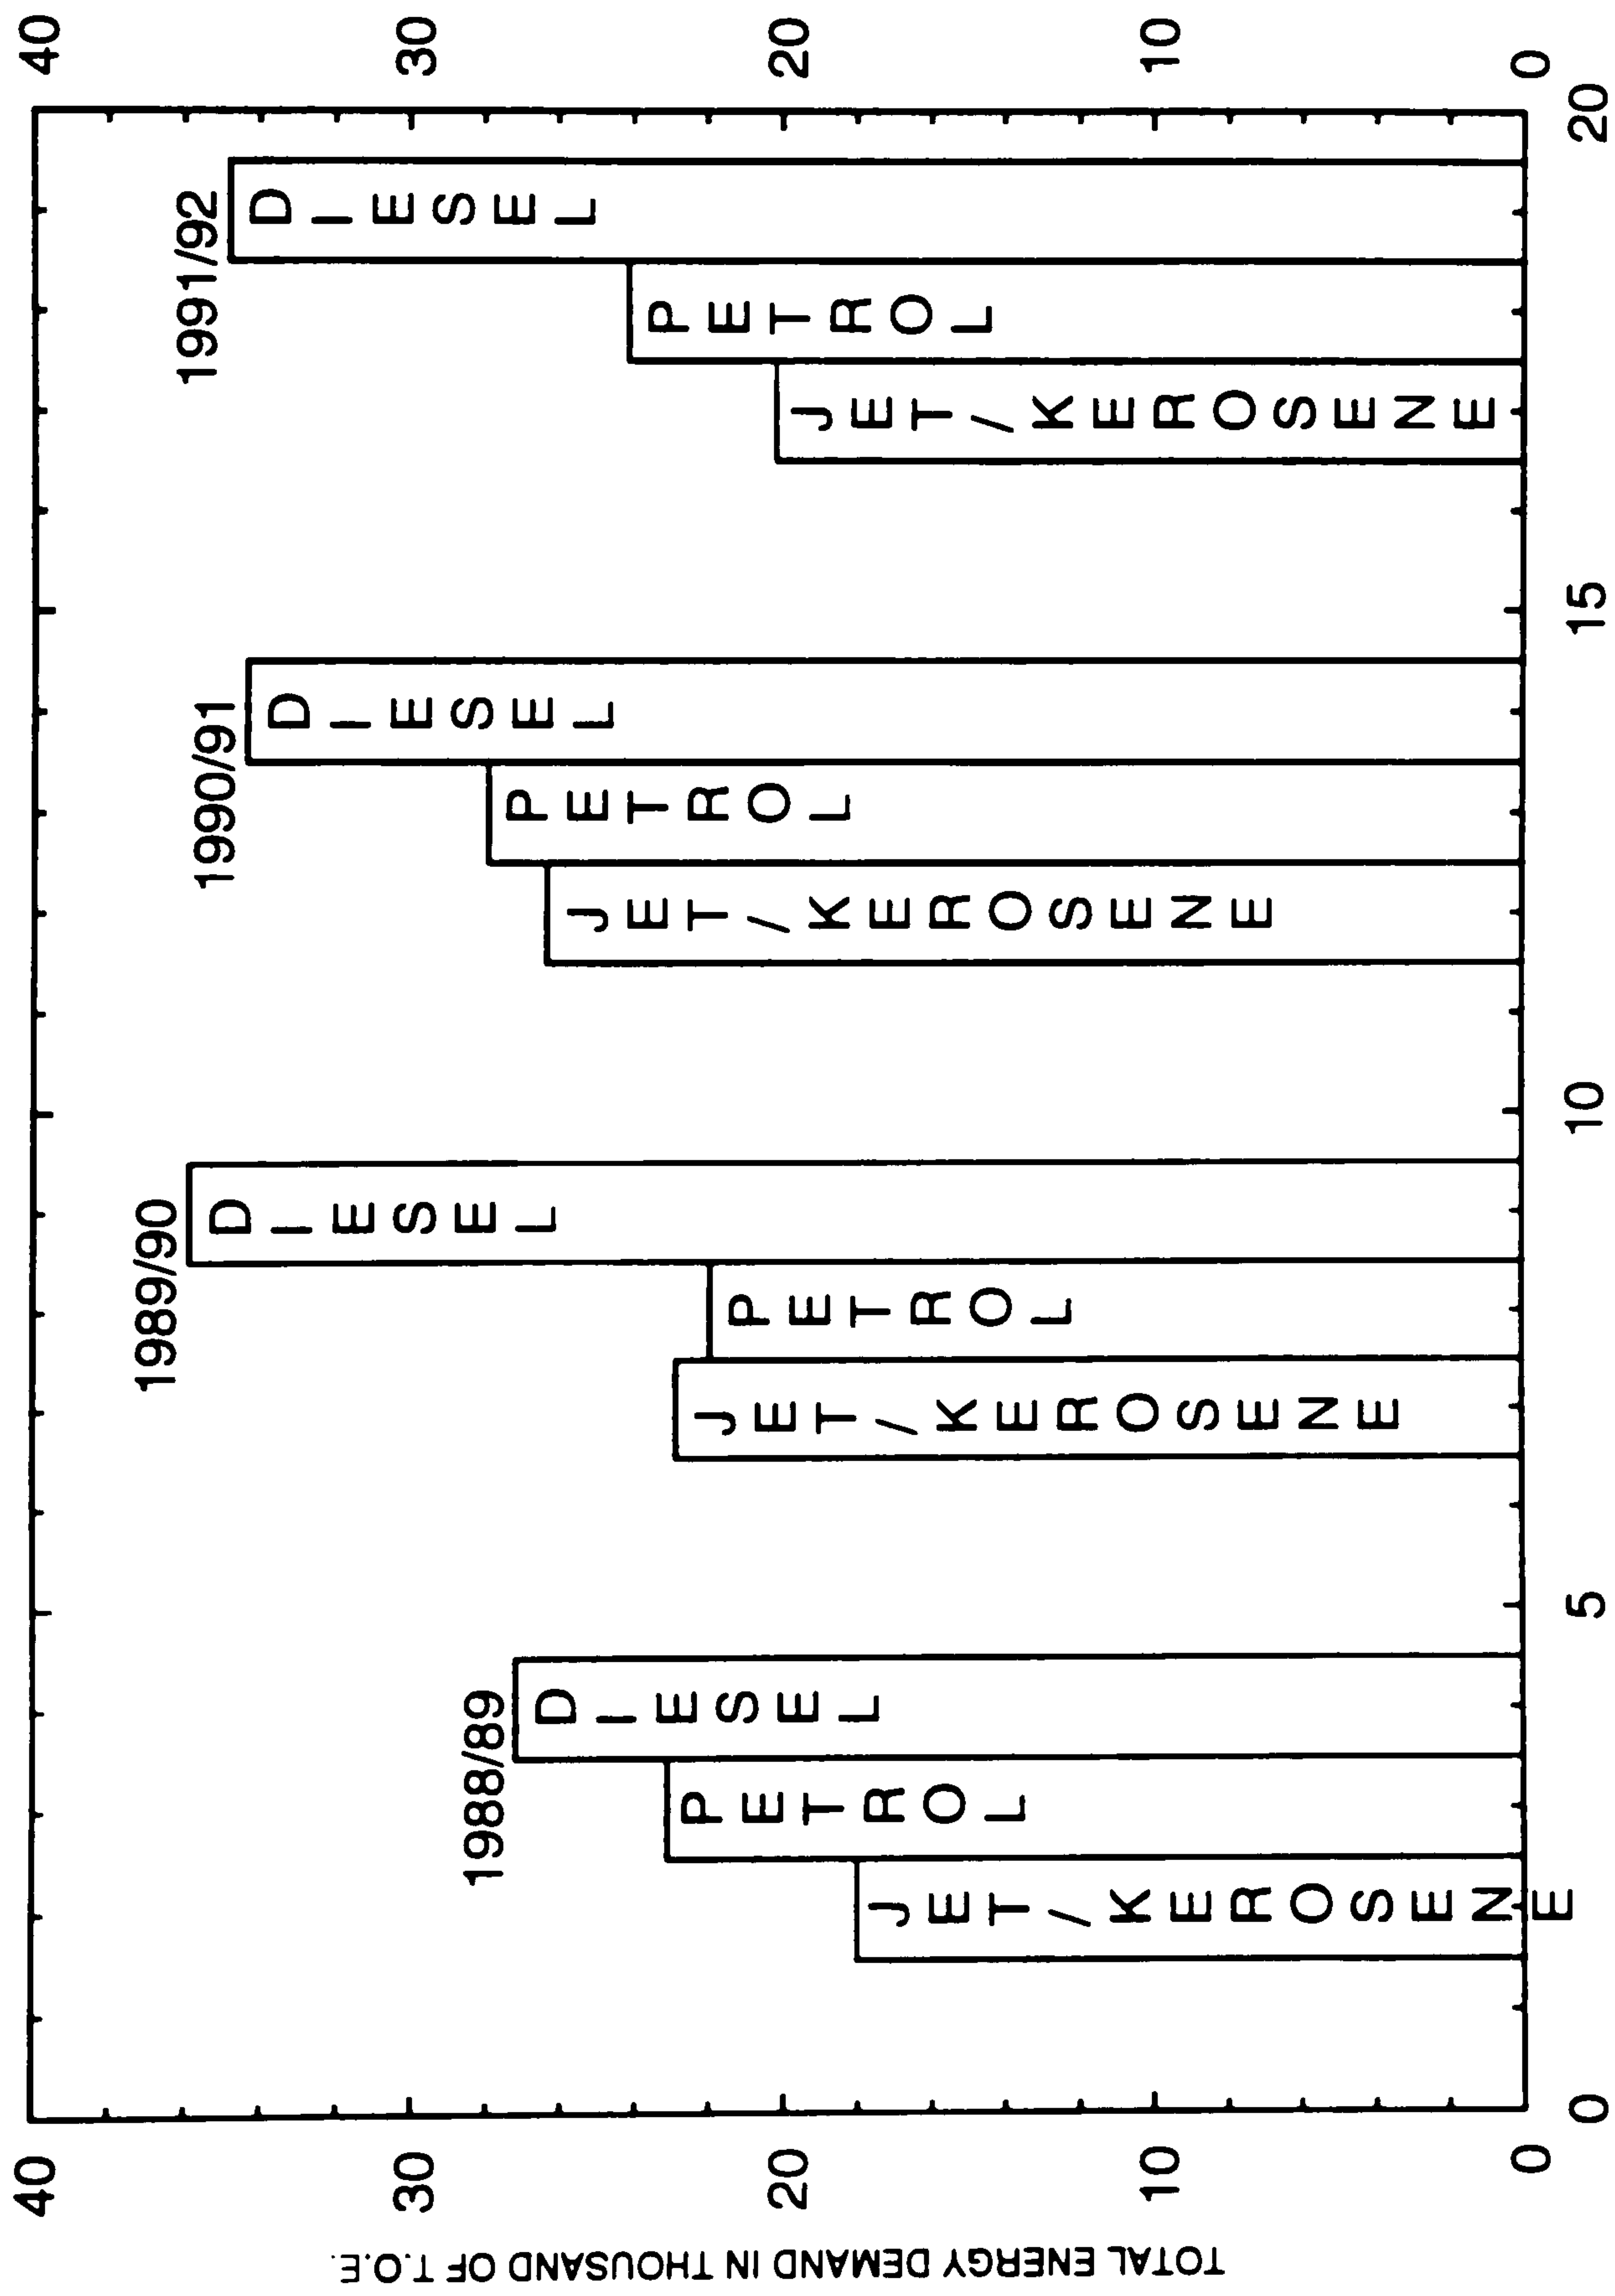 40
30
20
10
0
TOTAL ENERGY DEMAND IN THOUSAND OF T.O.E.
1988/89
JET/KEROSENE
PETROL
DIESEL
1989/90
JET/KEROSENE
PETROL
DIESEL
1990/91
JET/KEROSENE
PETROL
DIESEL
1991/92
JET/KEROSENE
PETROL
DIESEL
40
30
20
10
0
0
5
10
15
20